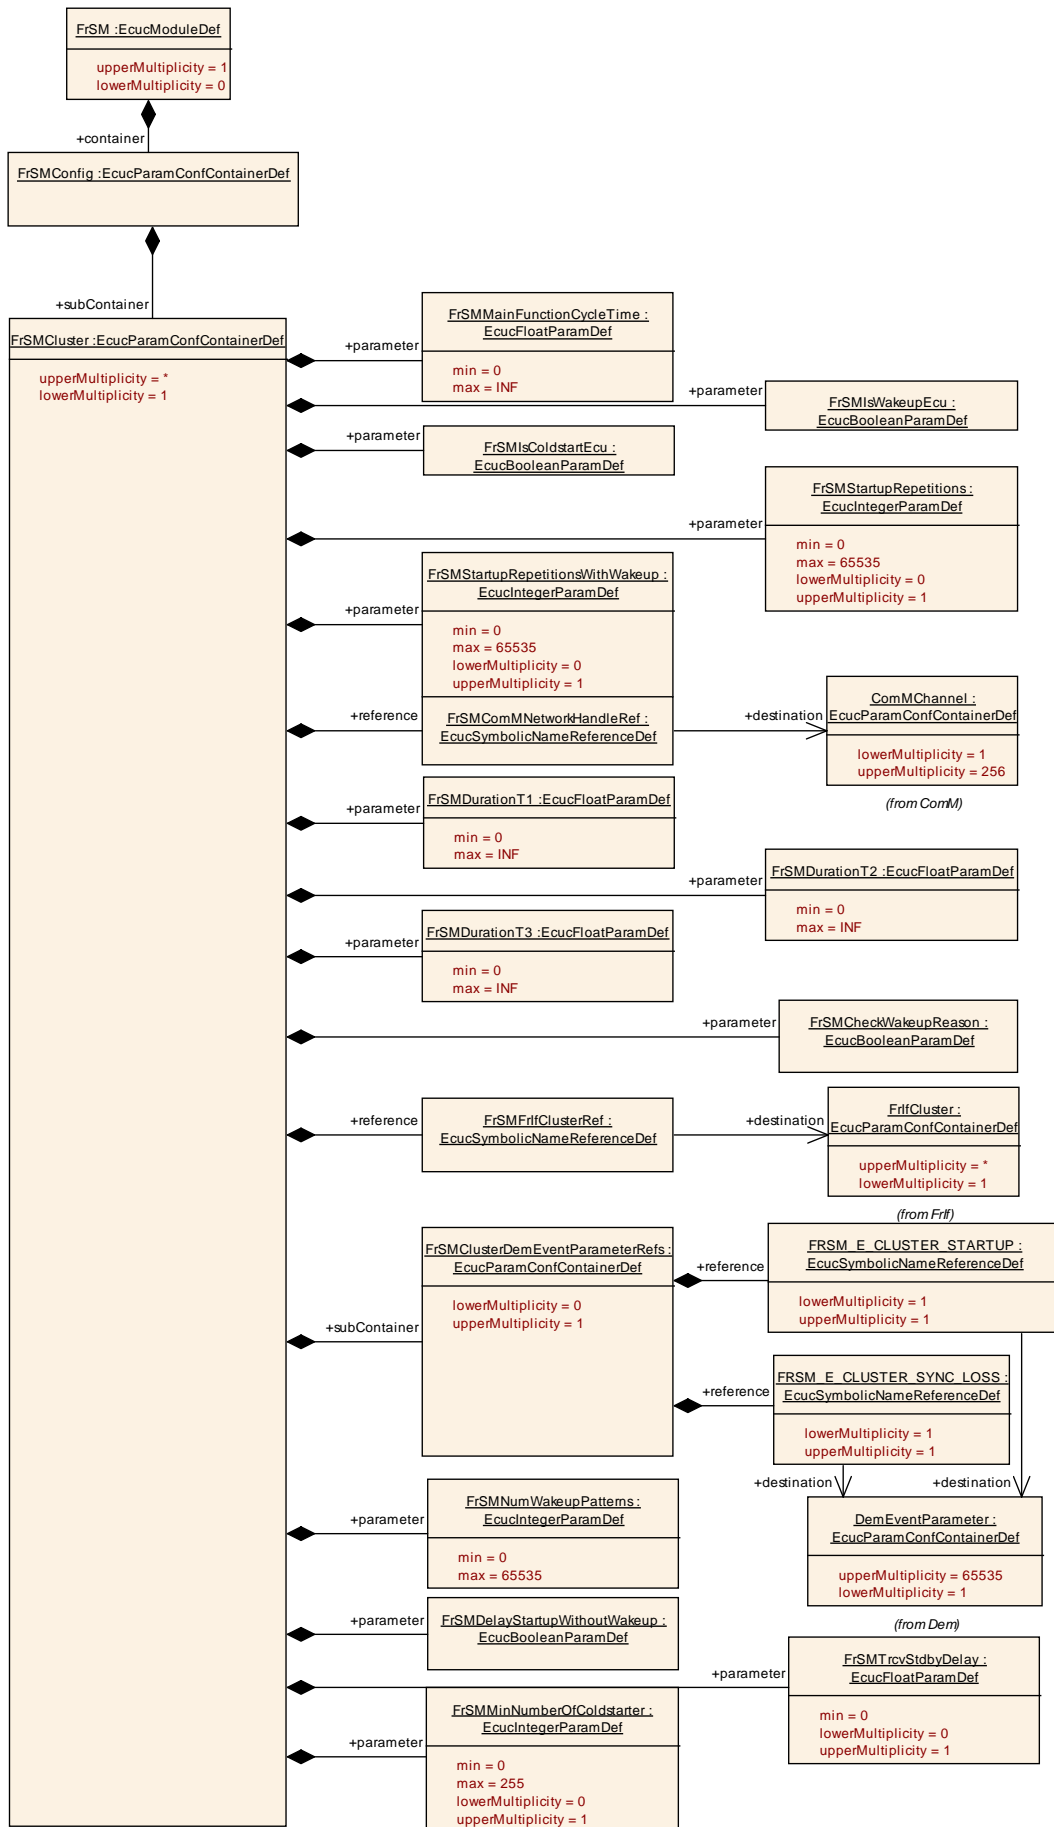 FrSM :EcucModuleDef
upperMultiplicity = 1
lowerMultiplicity = 0
+container
FrSMConfig :EcucParamConfContainerDef
+subContainer
FrSMCluster :EcucParamConfContainerDef
upperMultiplicity = *
lowerMultiplicity = 1
+parameter
FrSMMainFunctionCycleTime :
EcucFloatParamDef
min = 0
max = INF
+parameter
FrSMIsWakeupEcu :
EcucBooleanParamDef
+parameter
FrSMIsColdstartEcu :
EcucBooleanParamDef
+parameter
FrSMStartupRepetitions :
EcucIntegerParamDef
min = 0
max = 65535
lowerMultiplicity = 0
upperMultiplicity = 1
+parameter
FrSMStartupRepetitionsWithWakeup :
EcucIntegerParamDef
min = 0
max = 65535
lowerMultiplicity = 0
upperMultiplicity = 1
+reference
FrSMComMNetworkHandleRef :
EcucSymbolicNameReferenceDef
+destination
ComMChannel :
EcucParamConfContainerDef
lowerMultiplicity = 1
upperMultiplicity = 256
(from ComM)
+parameter
FrSMDurationT1 :EcucFloatParamDef
min = 0
max = INF
+parameter
FrSMDurationT2 :EcucFloatParamDef
min = 0
max = INF
+parameter
FrSMDurationT3 :EcucFloatParamDef
min = 0
max = INF
+parameter
FrSMCheckWakeupReason :
EcucBooleanParamDef
+reference
FrSMFrIfClusterRef :
EcucSymbolicNameReferenceDef
+destination
FrIfCluster :
EcucParamConfContainerDef
upperMultiplicity = *
lowerMultiplicity = 1
(from FrIf)
+subContainer
FrSMClusterDemEventParameterRefs :
EcucParamConfContainerDef
lowerMultiplicity = 0
upperMultiplicity = 1
+reference
FRSM_E_CLUSTER_STARTUP :
EcucSymbolicNameReferenceDef
lowerMultiplicity = 1
upperMultiplicity = 1
+reference
FRSM_E_CLUSTER_SYNC_LOSS :
EcucSymbolicNameReferenceDef
lowerMultiplicity = 1
upperMultiplicity = 1
+destination
+destination
DemEventParameter :
EcucParamConfContainerDef
upperMultiplicity = 65535
lowerMultiplicity = 1
(from Dem)
+parameter
FrSMNumWakeupPatterns :
EcucIntegerParamDef
min = 0
max = 65535
+parameter
FrSMDelayStartupWithoutWakeup :
EcucBooleanParamDef
+parameter
FrSMTrcvStdbyDelay :
EcucFloatParamDef
min = 0
lowerMultiplicity = 0
upperMultiplicity = 1
+parameter
FrSMMinNumberOfColdstarter :
EcucIntegerParamDef
min = 0
max = 255
lowerMultiplicity = 0
upperMultiplicity = 1